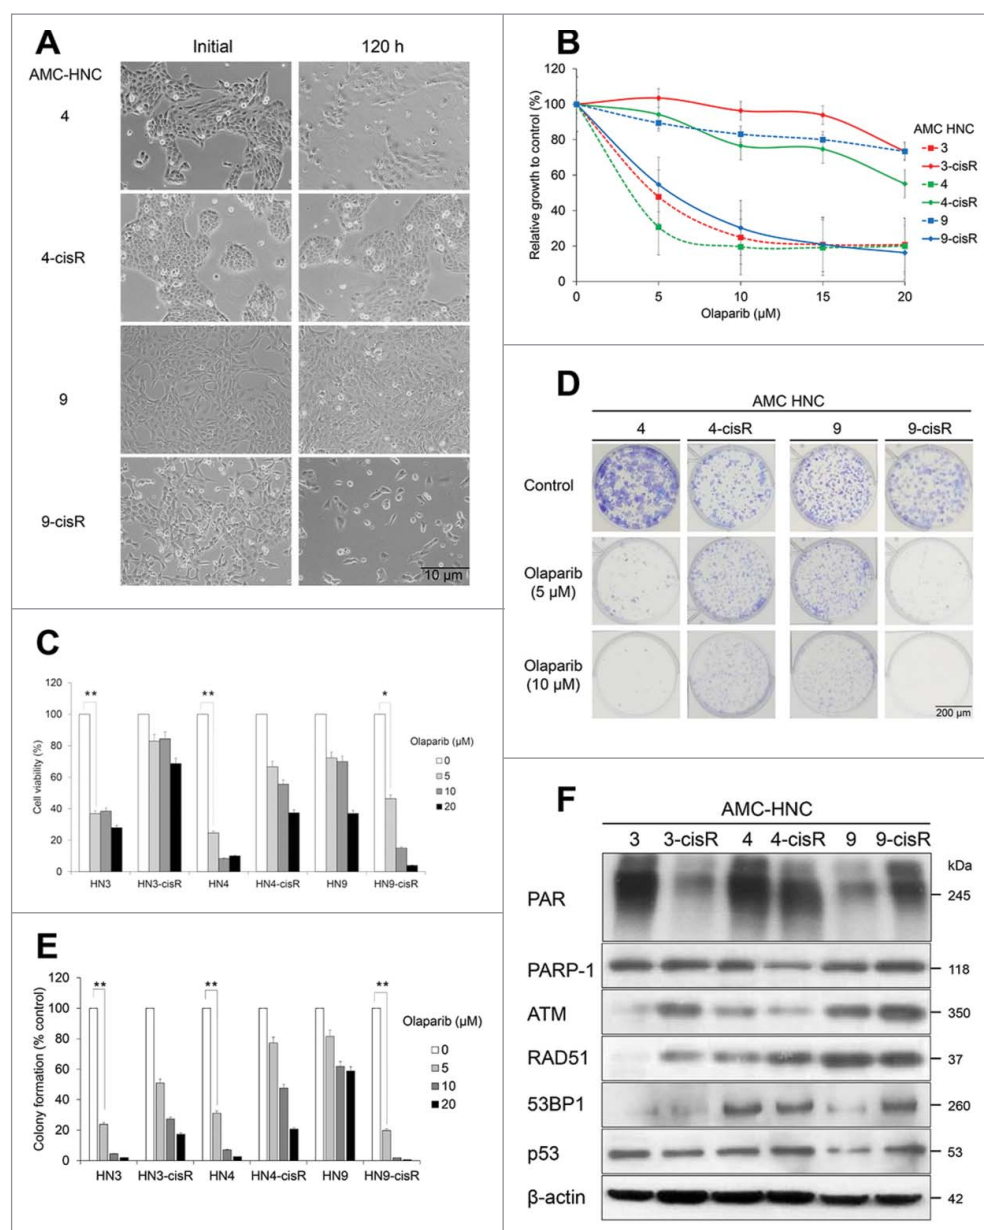 A
Initial 120 h
AMC-HNC
4
4-cisR
9
9-cisR
10 µm
B
Relative growth to control (%)
120
100
80
60
40
20
0
0 5 10 15 20
Olaparib (µM)
AMC HNC
3
3-cisR
4
4-cisR
9
9-cisR
C
Cell viability (%)
120
100
80
60
40
20
0
** ** *
Olaparib (µM)
0
5
10
20
HN3 HN3-cisR HN4 HN4-cisR HN9 HN9-cisR
D
AMC HNC
4 4-cisR 9 9-cisR
Control
Olaparib
(5 µM)
Olaparib
(10 µM)
200 µm
E
Colony formation (% control)
120
100
80
60
40
20
0
** ** **
Olaparib (µM)
0
5
10
20
HN3 HN3-cisR HN4 HN4-cisR HN9 HN9-cisR
F
AMC-HNC
3 3-cisR 4 4-cisR 9 9-cisR
kDa
PAR 245
PARP-1 118
ATM 350
RAD51 37
53BP1 260
p53 53
β-actin 42